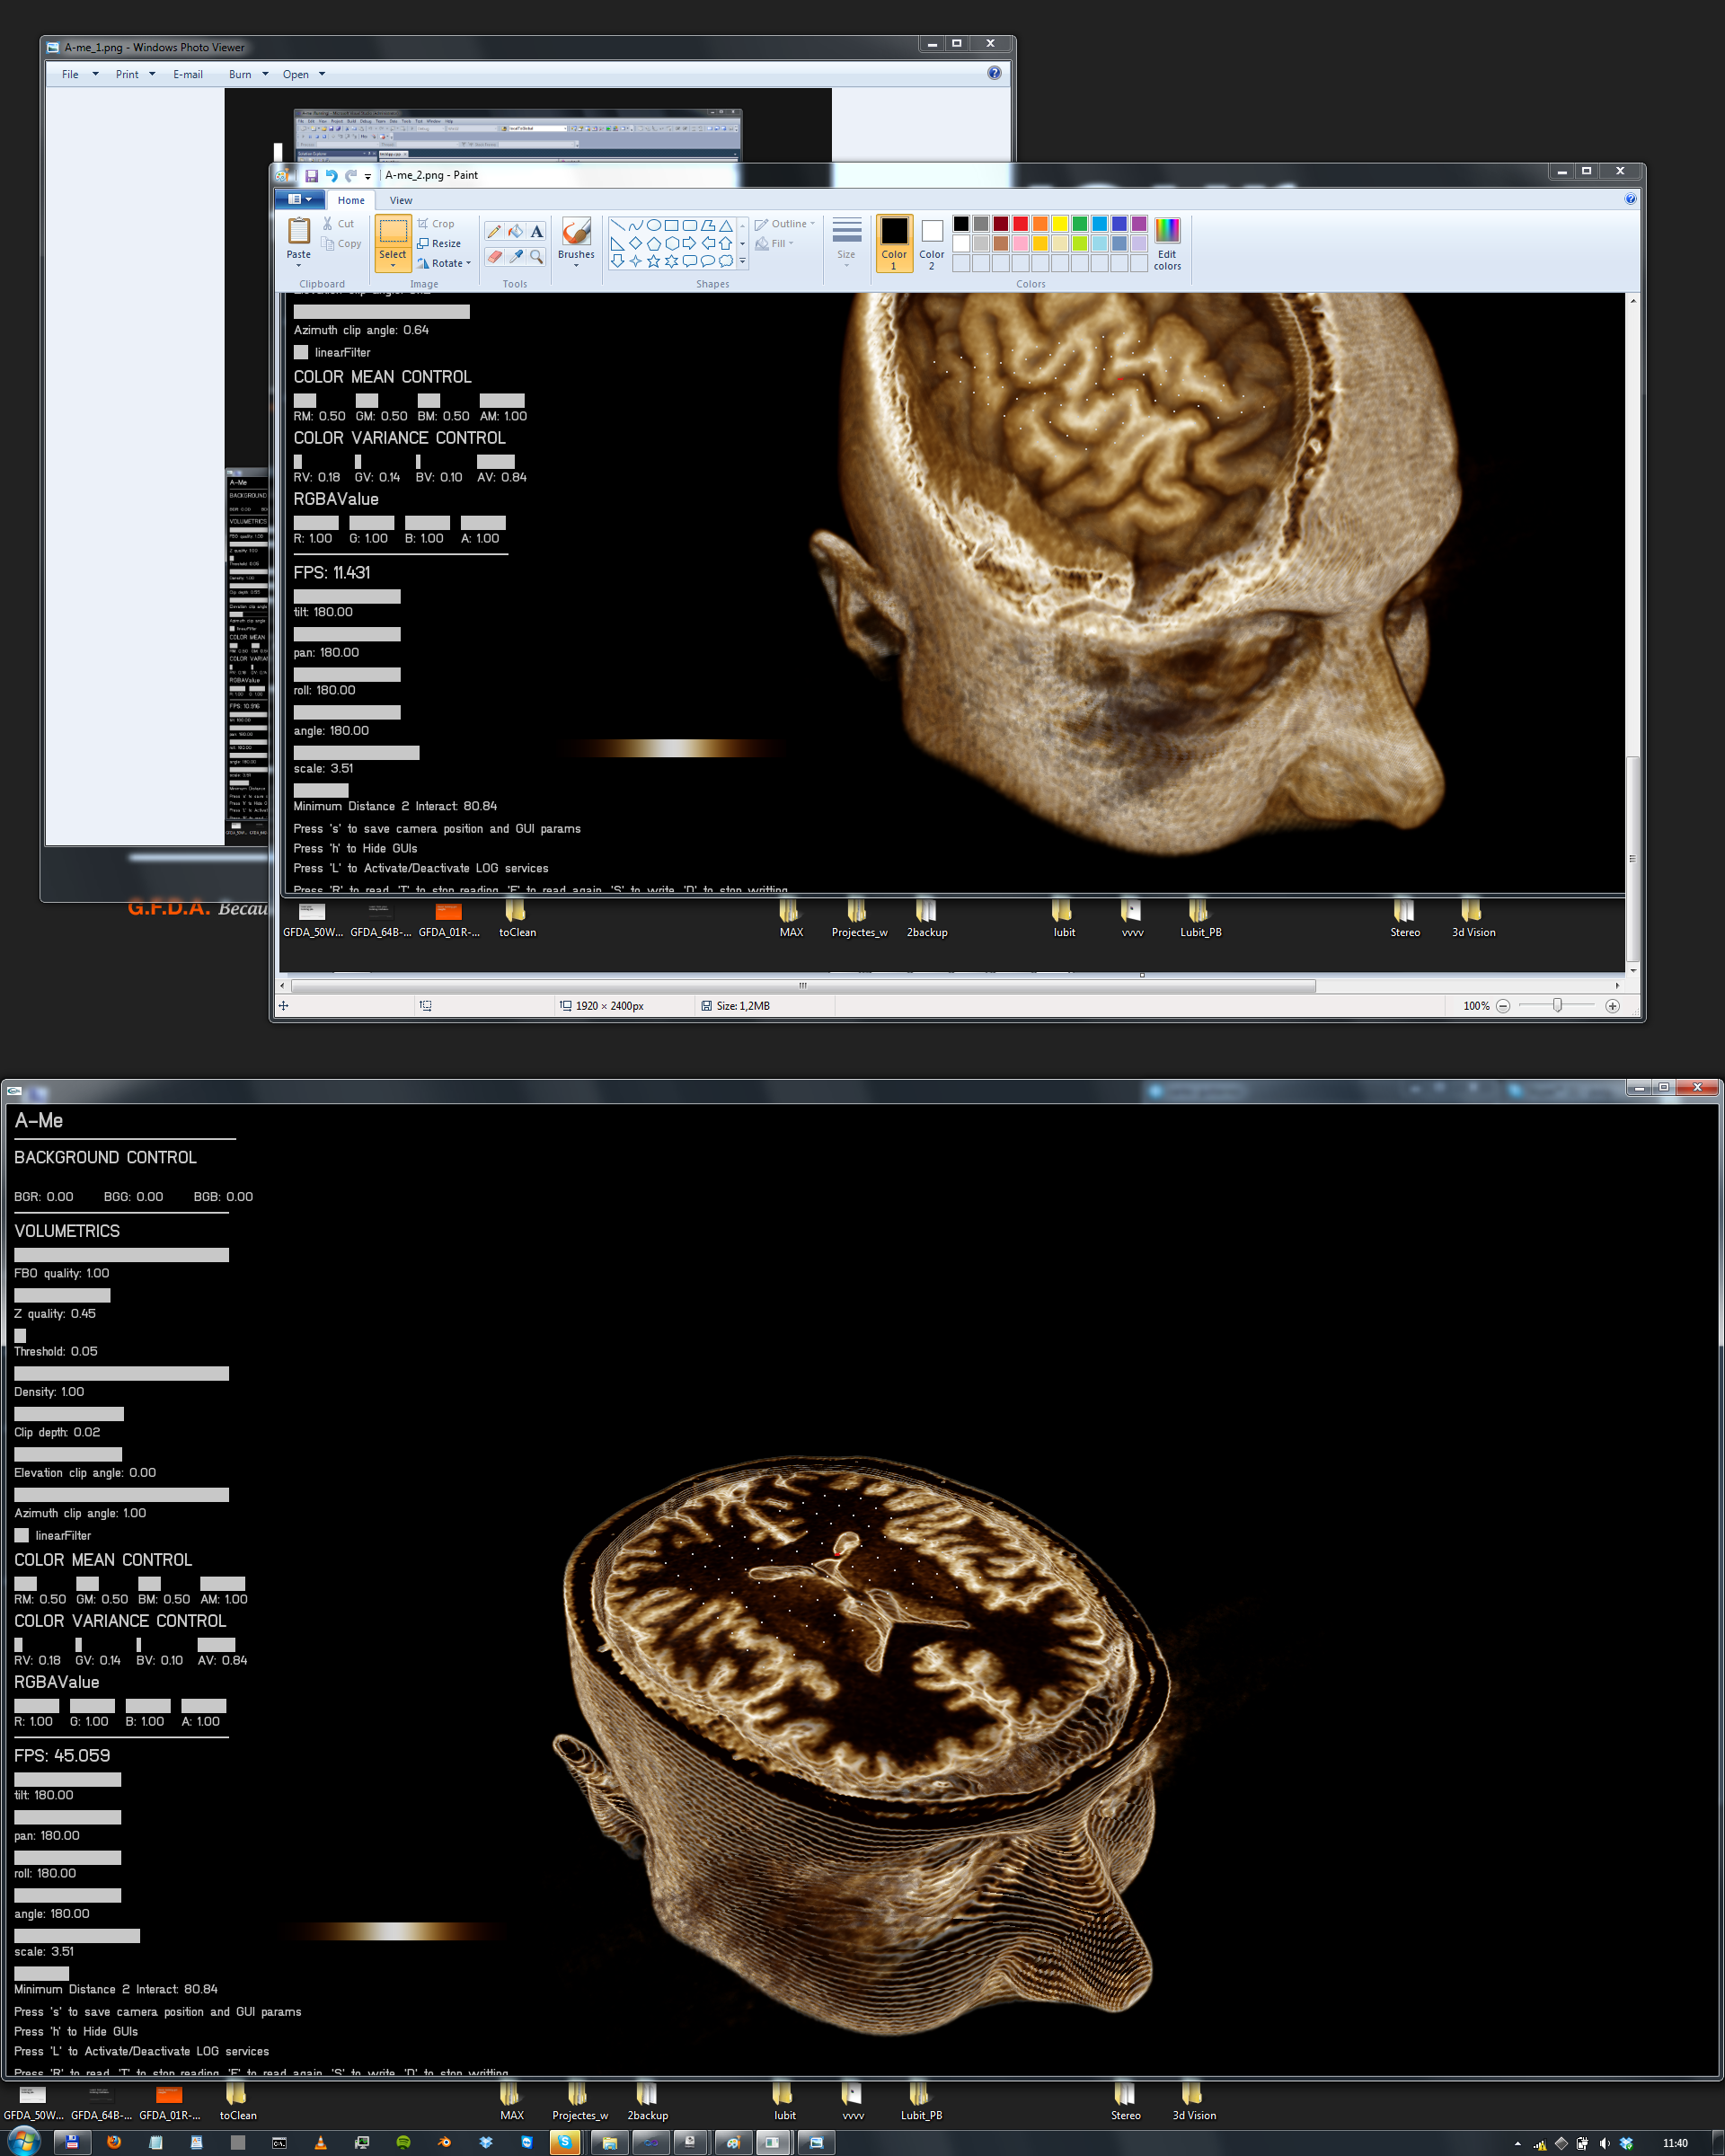 A-me_1.png - Windows Photo Viewer
File Print E-mail Burn Open
A-me_2.png - Paint
Home View
Paste Cut Copy Select Crop Resize Rotate Brushes Outline Fill Size Color 1 Color 2 Edit colors
Clipboard Image Tools Shapes Colors
Azimuth clip angle: 0.64
linearFilter
COLOR MEAN CONTROL
RM: 0.50 GM: 0.50 BM: 0.50 AM: 1.00
COLOR VARIANCE CONTROL
RV: 0.18 GV: 0.14 BV: 0.10 AV: 0.84
RGBAValue
R: 1.00 G: 1.00 B: 1.00 A: 1.00
FPS: 11.431
tilt: 180.00
pan: 180.00
roll: 180.00
angle: 180.00
scale: 3.51
Minimum Distance 2 Interact: 80.84
Press 's' to save camera position and GUI params
Press 'h' to Hide GUIs
Press 'L' to Activate/Deactivate LOG services
Press 'R' to read, 'T' to stop reading, 'F' to read again, 'S' to write, 'D' to stop writting
G.F.D.A. Becau
GFDA_50W... GFDA_64B-... GFDA_01R-... toClean MAX Projectes_w 2backup lubit vvvv Lubit_PB Stereo 3d Vision
1920 × 2400px Size: 1,2MB 100%
A-Me
BACKGROUND CONTROL
BGR: 0.00 BGG: 0.00 BGB: 0.00
VOLUMETRICS
FBO quality: 1.00
Z quality: 0.45
Threshold: 0.05
Density: 1.00
Clip depth: 0.02
Elevation clip angle: 0.00
Azimuth clip angle: 1.00
linearFilter
COLOR MEAN CONTROL
RM: 0.50 GM: 0.50 BM: 0.50 AM: 1.00
COLOR VARIANCE CONTROL
RV: 0.18 GV: 0.14 BV: 0.10 AV: 0.84
RGBAValue
R: 1.00 G: 1.00 B: 1.00 A: 1.00
FPS: 45.059
tilt: 180.00
pan: 180.00
roll: 180.00
angle: 180.00
scale: 3.51
Minimum Distance 2 Interact: 80.84
Press 's' to save camera position and GUI params
Press 'h' to Hide GUIs
Press 'L' to Activate/Deactivate LOG services
Press 'R' to read, 'T' to stop reading, 'F' to read again, 'S' to write, 'D' to stop writting
GFDA_50W... GFDA_64B-... GFDA_01R-... toClean MAX Projectes_w 2backup lubit vvvv Lubit_PB Stereo 3d Vision
11:40